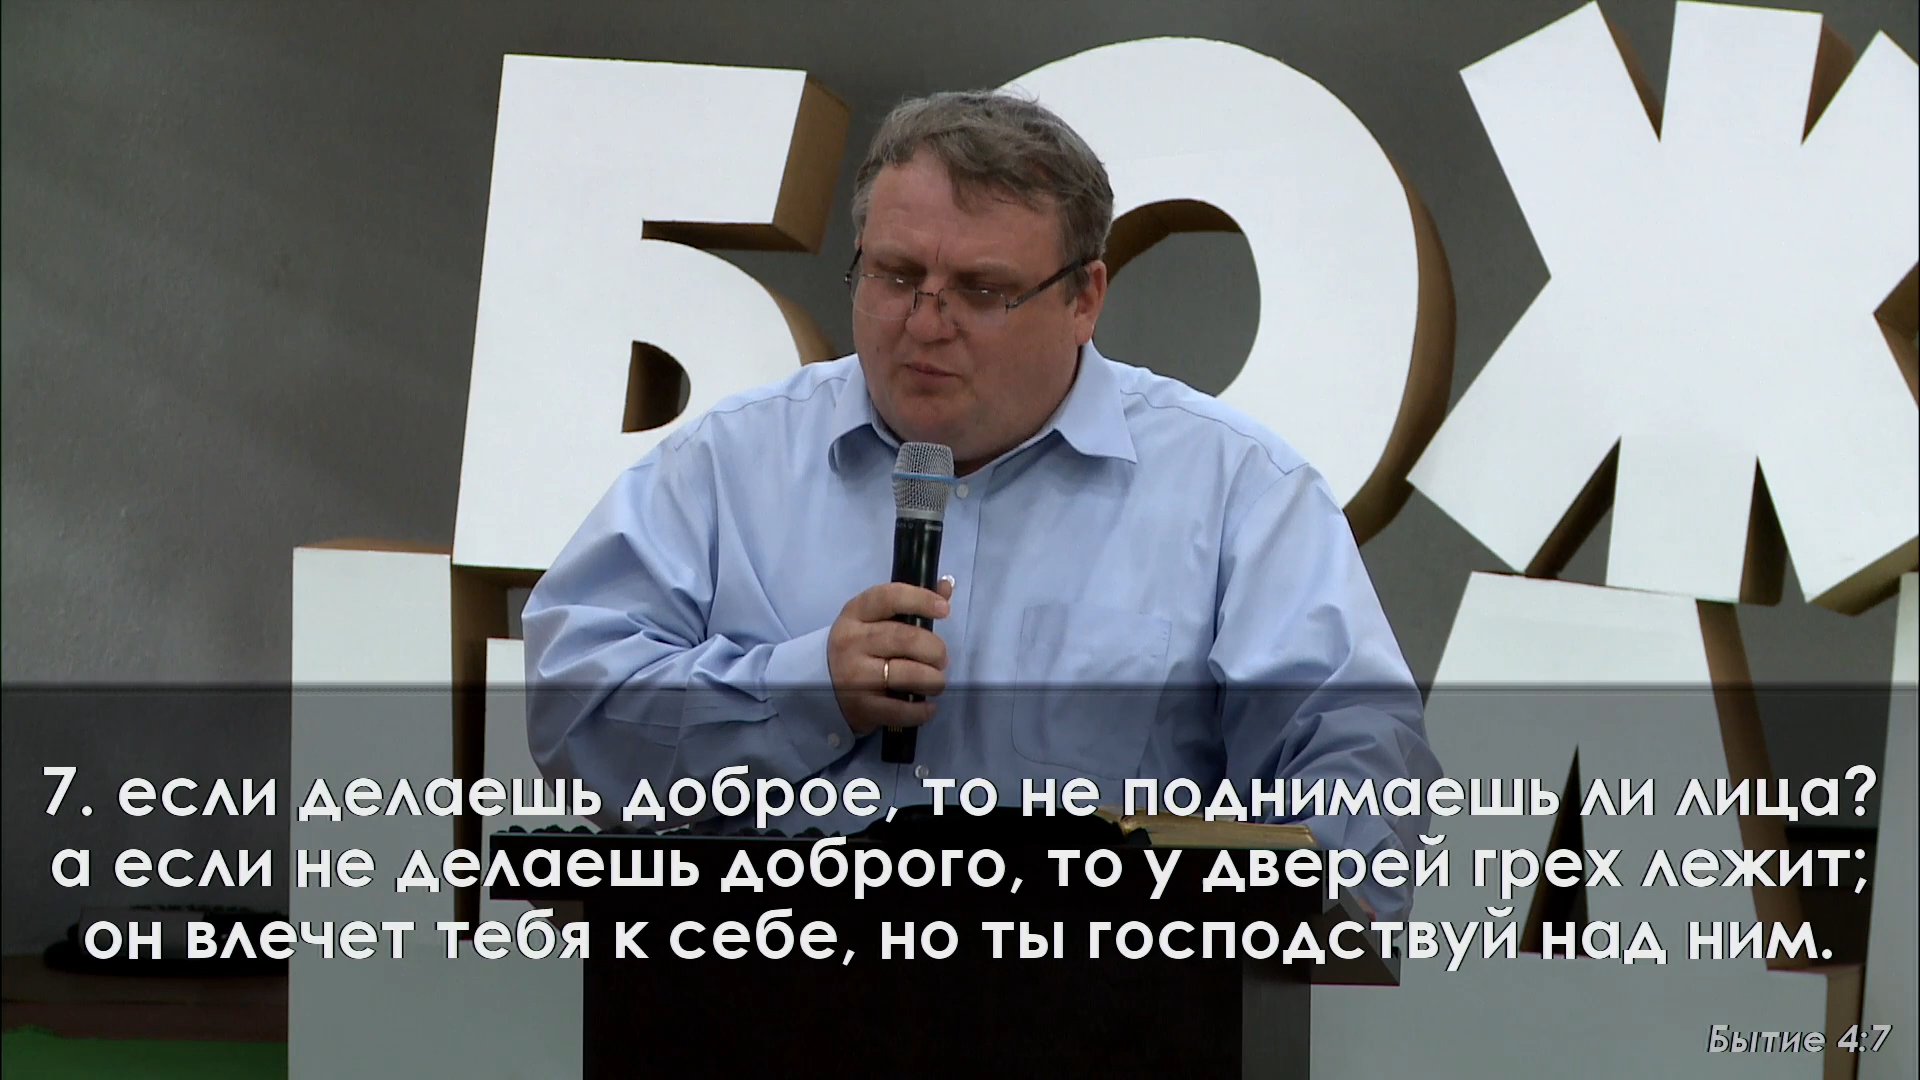 БОЖ
7. если делаешь доброе, то не поднимаешь ли лица?
а если не делаешь доброго, то у дверей грех лежит;
он влечет тебя к себе, но ты господствуй над ним.
Бытие 4:7